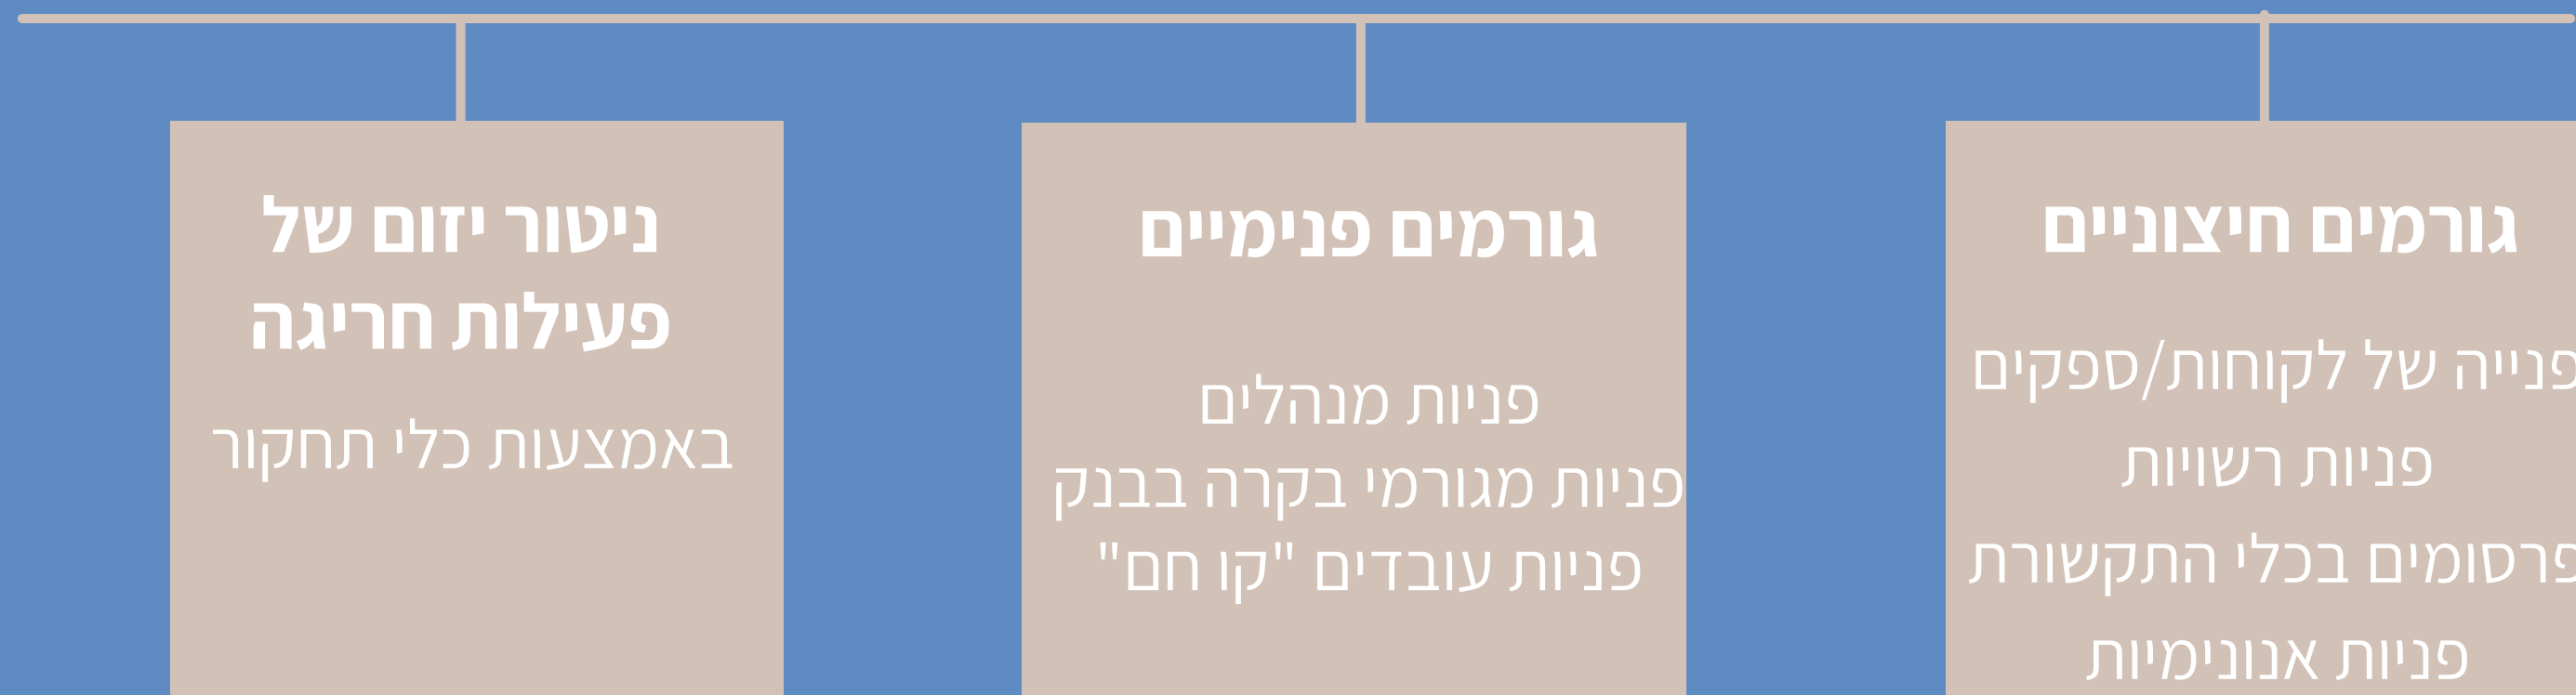 גורמים חיצוניים
פנייה של לקוחות/ספקים
פניות רשויות
פרסומים בכלי התקשורת
פניות אנונימיות
גורמים פנימיים
פניות מנהלים
פניות מגורמי בקרה בבנק
פניות עובדים "קו חם"
ניטור יזום של
פעילות חריגה
באמצעות כלי תחקור